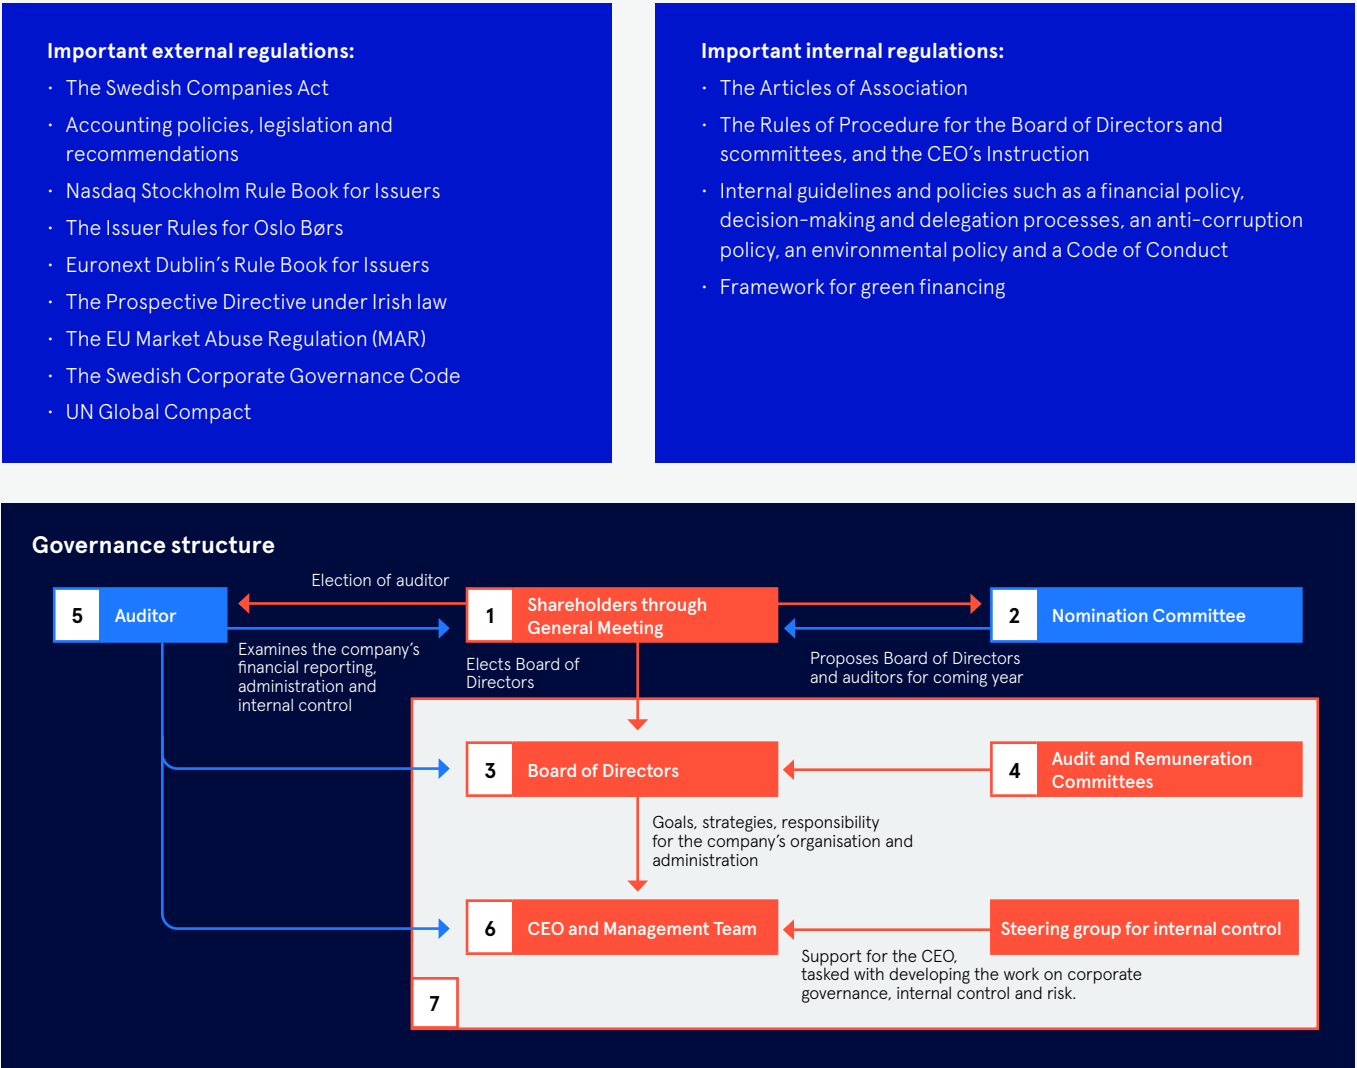 Important external regulations:
· The Swedish Companies Act
· Accounting policies, legislation and
recommendations
· Nasdaq Stockholm Rule Book for Issuers
· The Issuer Rules for Oslo Børs
· Euronext Dublin's Rule Book for Issuers
· The Prospective Directive under Irish law
· The EU Market Abuse Regulation (MAR)
· The Swedish Corporate Governance Code
· UN Global Compact
Important internal regulations:
· The Articles of Association
· The Rules of Procedure for the Board of Directors and
scommittees, and the CEO's Instruction
· Internal guidelines and policies such as a financial policy,
decision-making and delegation processes, an anti-corruption
policy, an environmental policy and a Code of Conduct
· Framework for green financing
Governance structure
Election of auditor
5 Auditor
1 Shareholders through
General Meeting
2 Nomination Committee
Examines the company's
financial reporting,
administration and
internal control
Elects Board of
Directors
Proposes Board of Directors
and auditors for coming year
3 Board of Directors
4 Audit and Remuneration
Committees
Goals, strategies, responsibility
for the company's organisation and
administration
6 CEO and Management Team
Steering group for internal control
Support for the CEO,
tasked with developing the work on corporate
governance, internal control and risk.
7